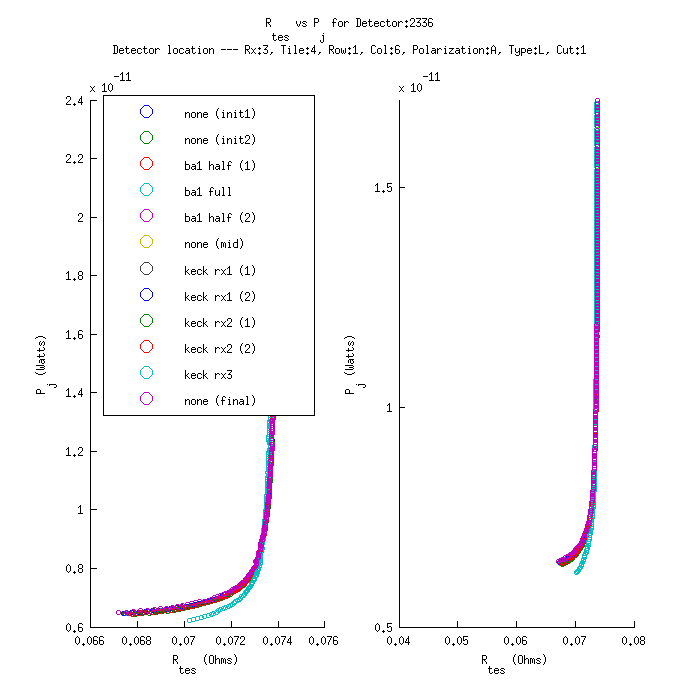 R tes vs P j for Detector:2336
Detector location --- Rx:3, Tile:4, Row:1, Col:6, Polarization:A, Type:L, Cut:1
x 10 -11
2.4
2.2
2
1.8
1.6
1.4
1.2
1
0.8
0.6
P j (Watts)
none (init1)
none (init2)
ba1 half (1)
ba1 full
ba1 half (2)
none (mid)
keck rx1 (1)
keck rx1 (2)
keck rx2 (1)
keck rx2 (2)
keck rx3
none (final)
0.066 0.068 0.07 0.072 0.074 0.076
R tes (Ohms)
x 10 -11
1.5
1
0.5
P j (Watts)
0.04 0.05 0.06 0.07 0.08
R tes (Ohms)